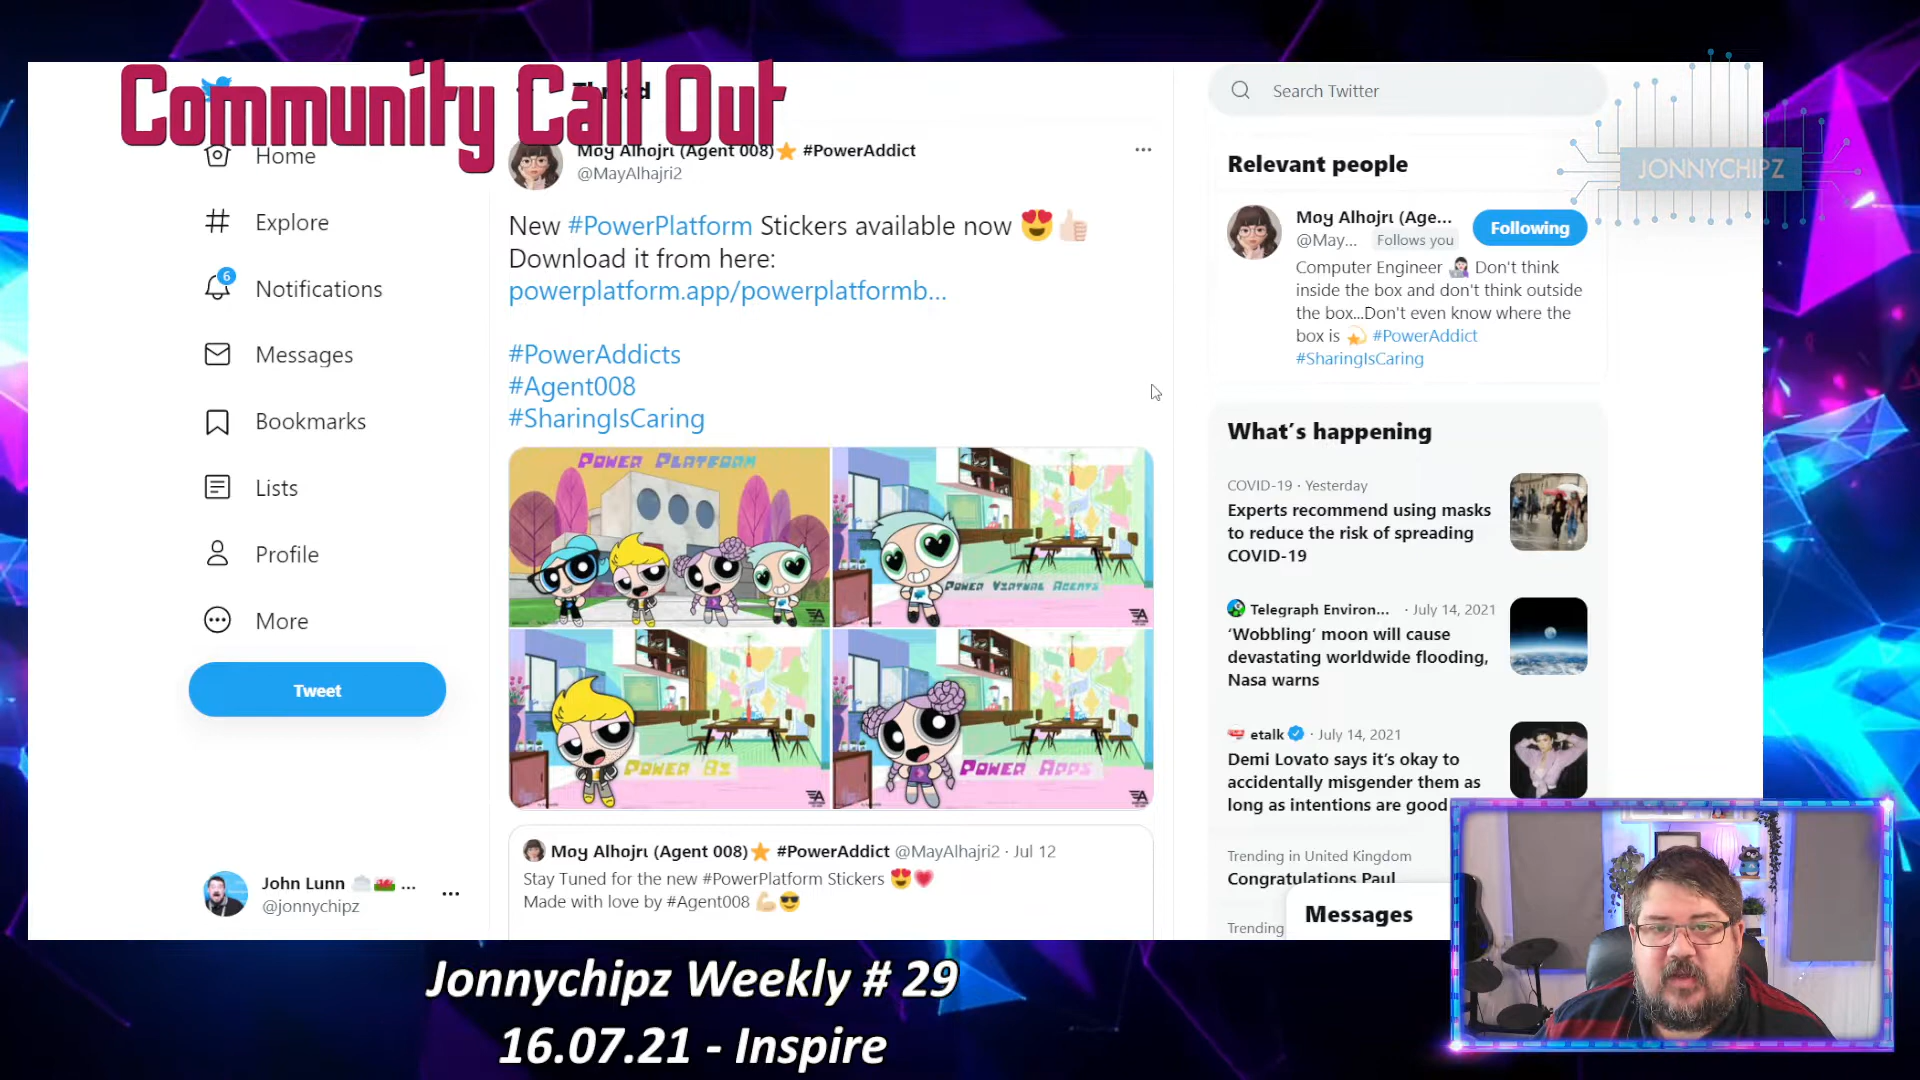 Community Call Out
Thread
JONNYCHIPZ
Home
Explore
6
Notifications
Messages
Bookmarks
Lists
Profile
More
Tweet
John Lunn ...
@jonnychipz
May Alhajri (Agent 008)⭐ #PowerAddict
@MayAlhajri2
New #PowerPlatform Stickers available now 😍👍🏻
Download it from here:
powerplatform.app/powerplatformb...
#PowerAddicts
#Agent008
#SharingIsCaring
POWER PLATFORM
POWER VIRTUAL AGENTS
POWER BI
POWER APPS
May Alhajri (Agent 008)⭐ #PowerAddict @MayAlhajri2 · Jul 12
Stay Tuned for the new #PowerPlatform Stickers 😍💗
Made with love by #Agent008 💪🏻😎
Search Twitter
Relevant people
May Alhajri (Age...
@May... Follows you
Following
Computer Engineer 👩🏻‍💻 Don't think
inside the box and don't think outside
the box...Don't even know where the
box is 💫 #PowerAddict
#SharingIsCaring
What's happening
COVID-19 · Yesterday
Experts recommend using masks
to reduce the risk of spreading
COVID-19
Telegraph Environ... · July 14, 2021
'Wobbling' moon will cause
devastating worldwide flooding,
Nasa warns
etalk · July 14, 2021
Demi Lovato says it's okay to
accidentally misgender them as
long as intentions are good
Trending in United Kingdom
Congratulations Paul
Trending
Messages
Jonnychipz Weekly # 29
16.07.21 - Inspire